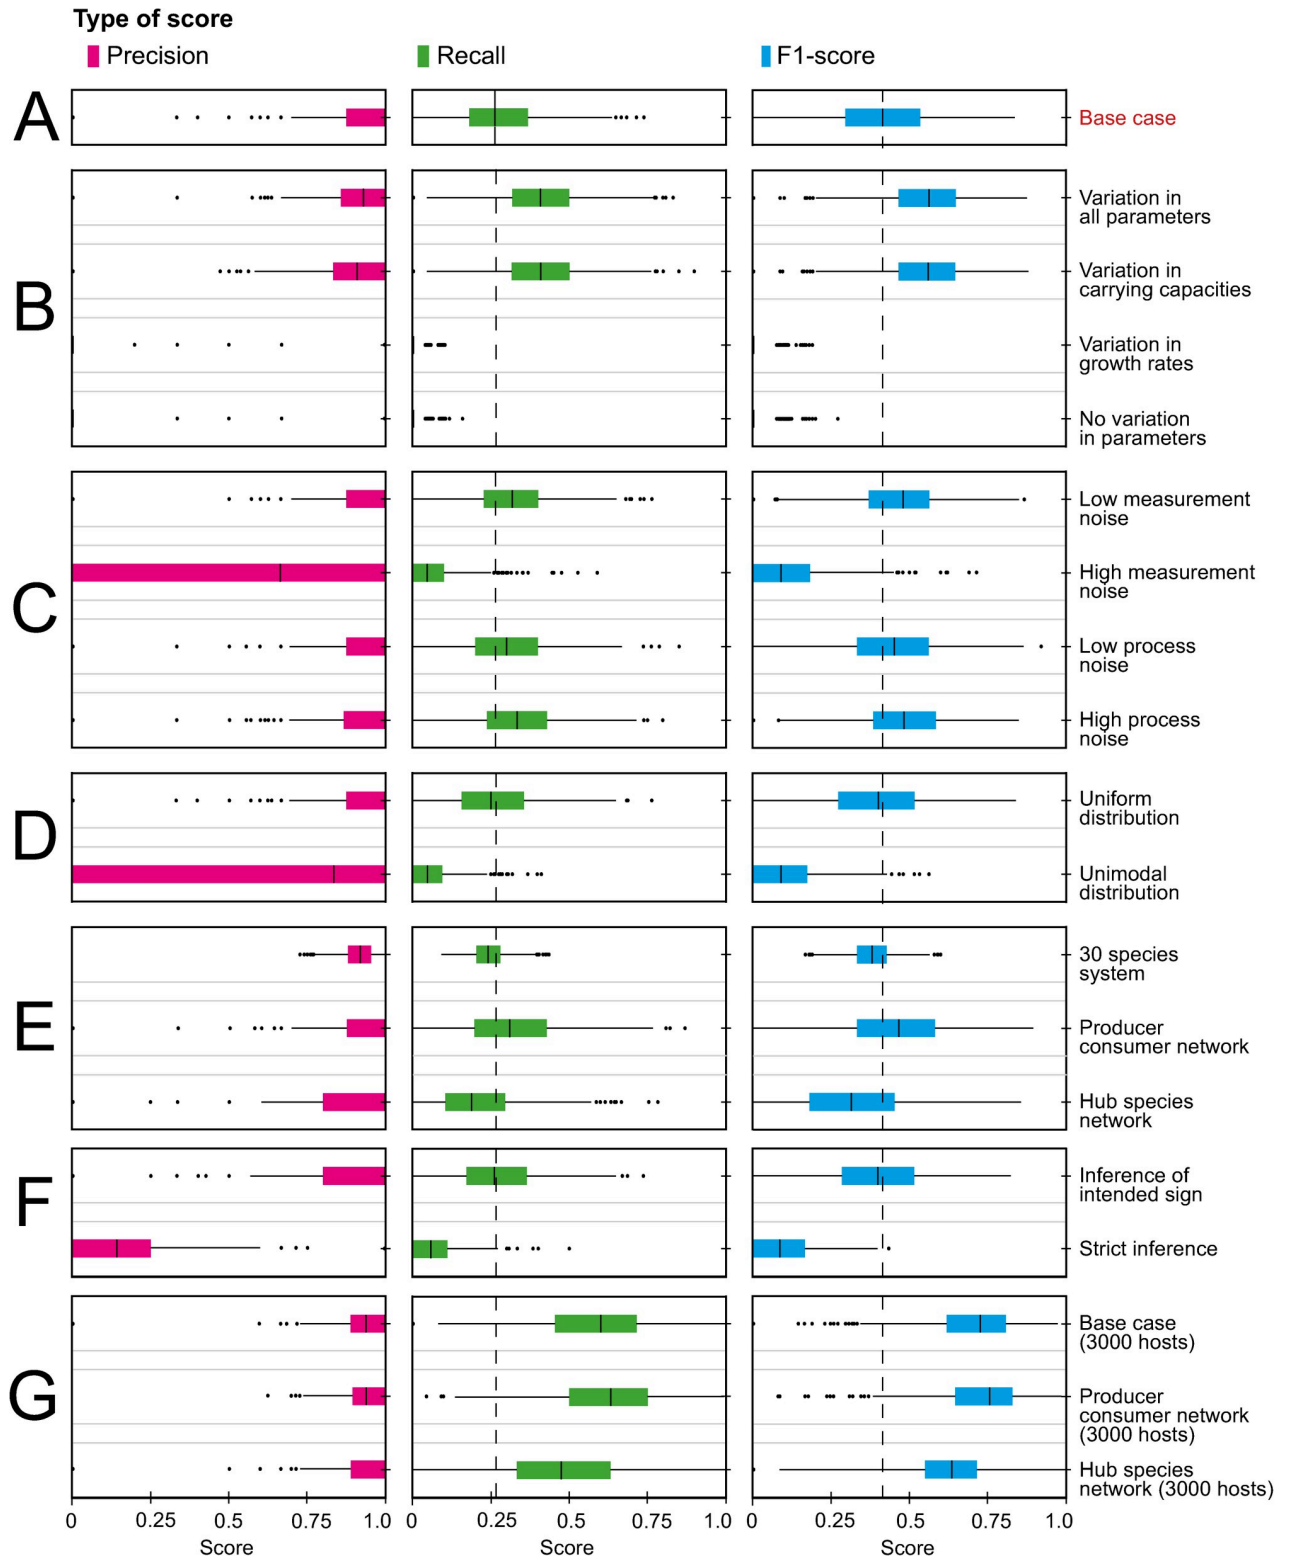 Type of score
Precision
Recall
F1-score
A
Base case
B
Variation in
all parameters
Variation in
carrying capacities
Variation in
growth rates
No variation
in parameters
C
Low measurement
noise
High measurement
noise
Low process
noise
High process
noise
D
Uniform
distribution
Unimodal
distribution
E
30 species
system
Producer
consumer network
Hub species
network
F
Inference of
intended sign
Strict inference
G
Base case
(3000 hosts)
Producer
consumer network
(3000 hosts)
Hub species
network (3000 hosts)
0 0.25 0.5 0.75 1.0
0 0.25 0.5 0.75 1.0
0 0.25 0.5 0.75 1.0
Score
Score
Score